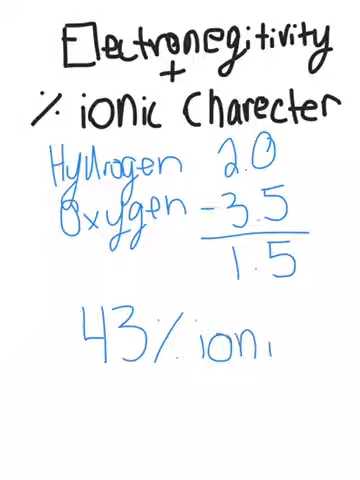 Electronegitivity
+
% ionic Charecter
Hydrogen 2.0
Oxygen -3.5
1.5
43% ioni